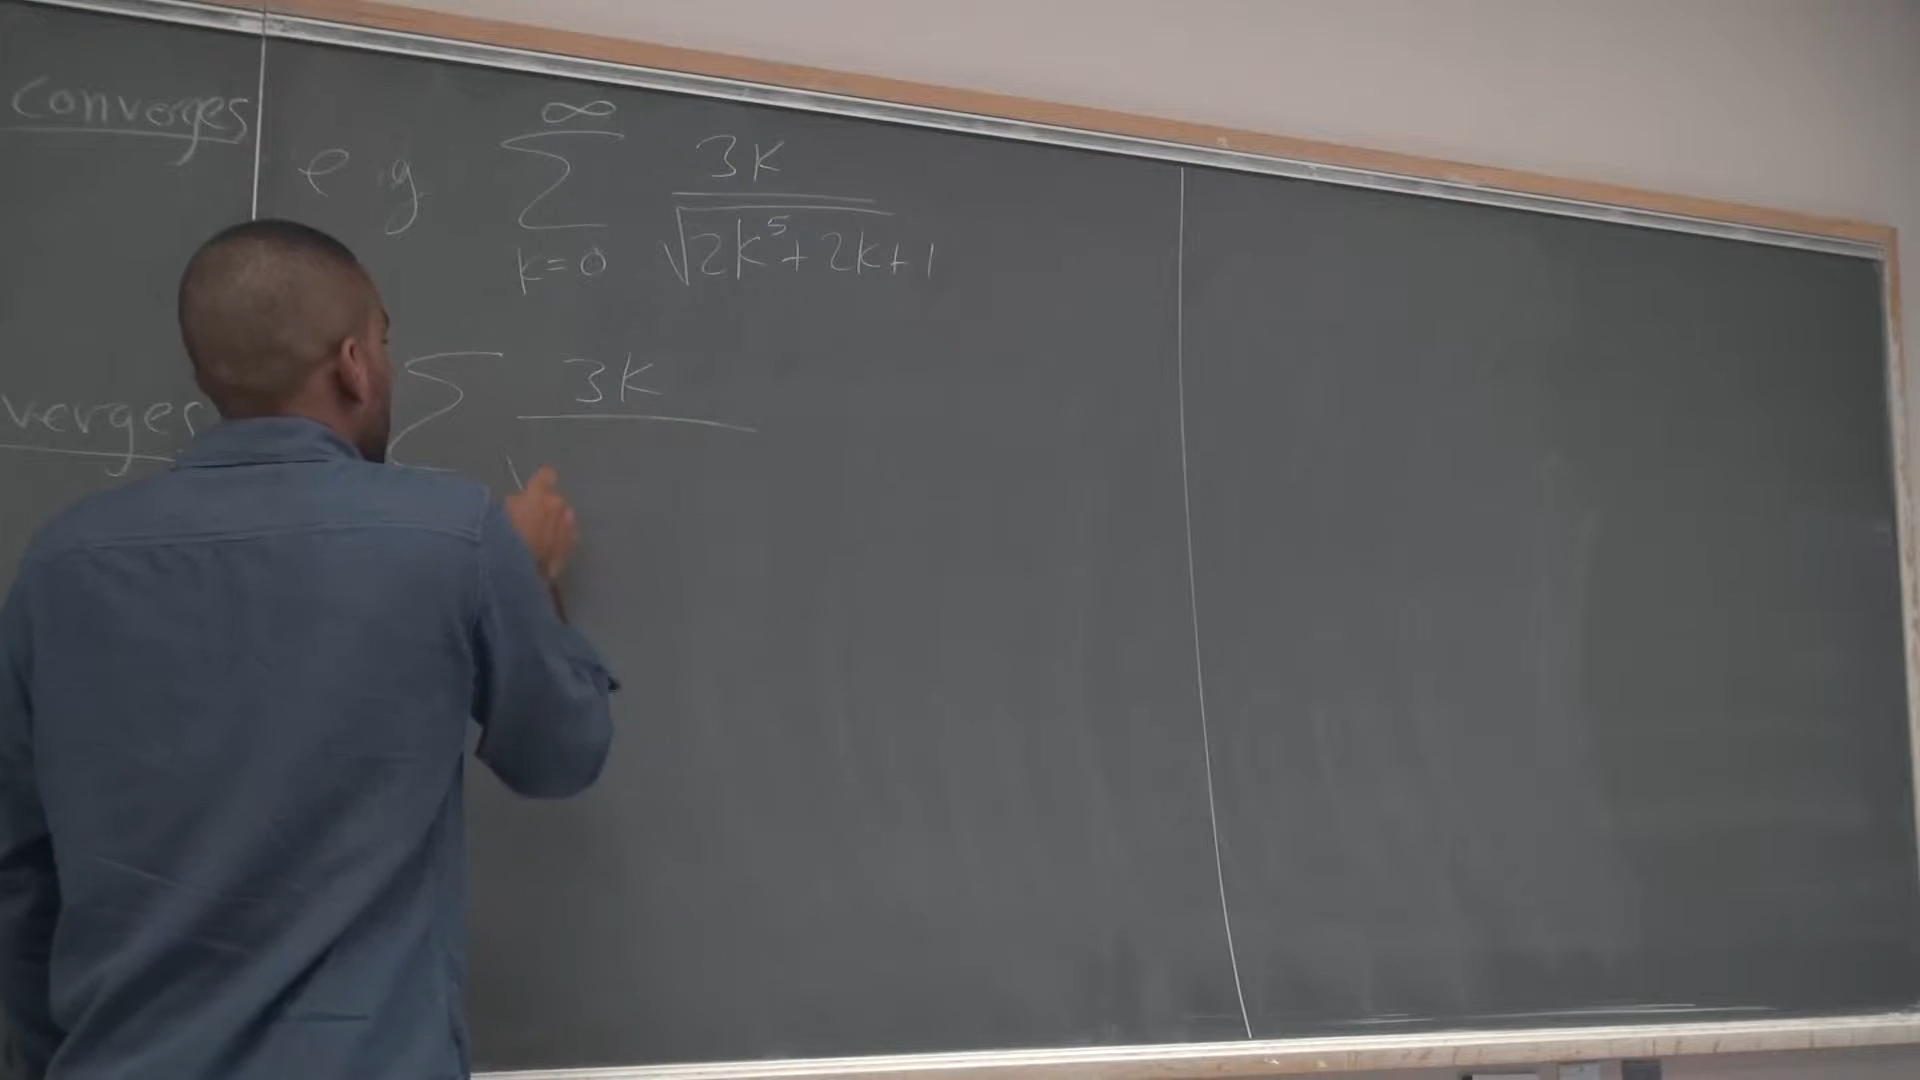 converges
e.g. ∞ ∑ k=0 3k / √2k⁵+2k+1
verges
∑ 3k